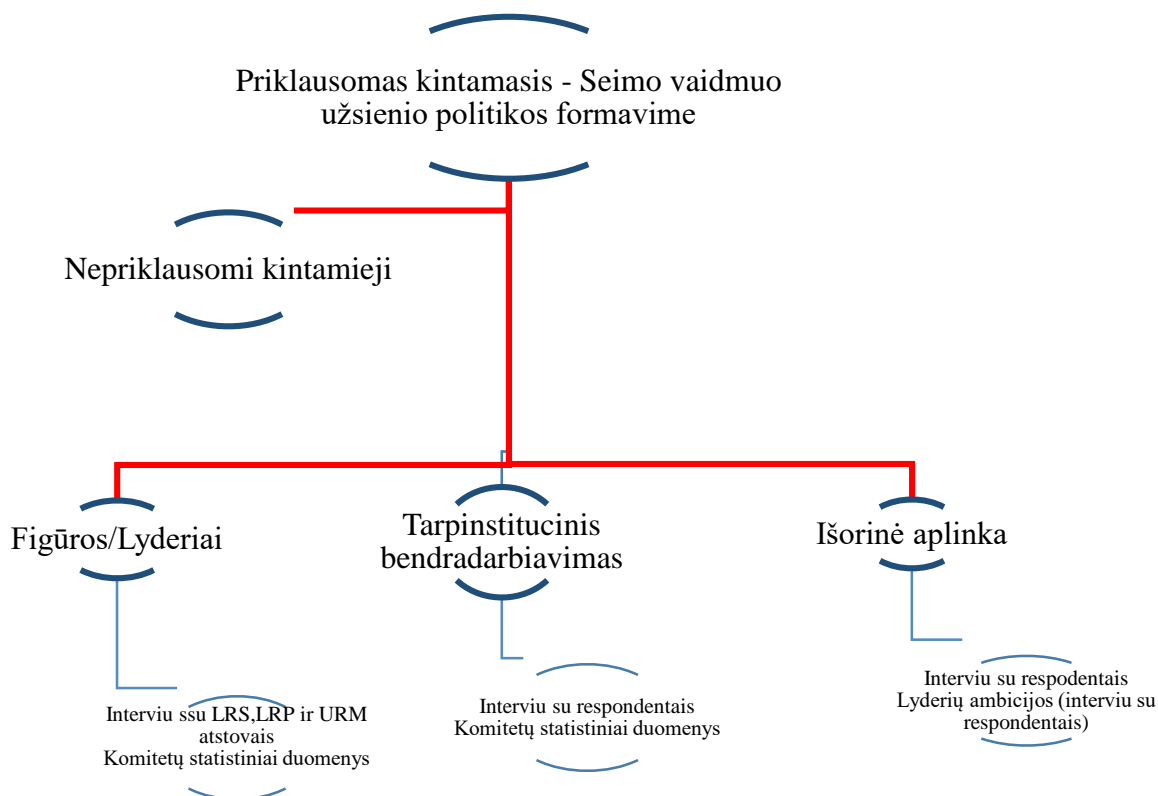 Priklausomas kintamasis - Seimo vaidmuo
užsienio politikos formavime
Nepriklausomi kintamieji
Figūros/Lyderiai
Tarpinstitucinis
bendradarbiavimas
Išorinė aplinka
Interviu ssu LRS,LRP ir URM
atstovais
Komitetų statistiniai duomenys
Interviu su respondentais
Komitetų statistiniai duomenys
Interviu su respodentais
Lyderių ambicijos (interviu su
respondentais)